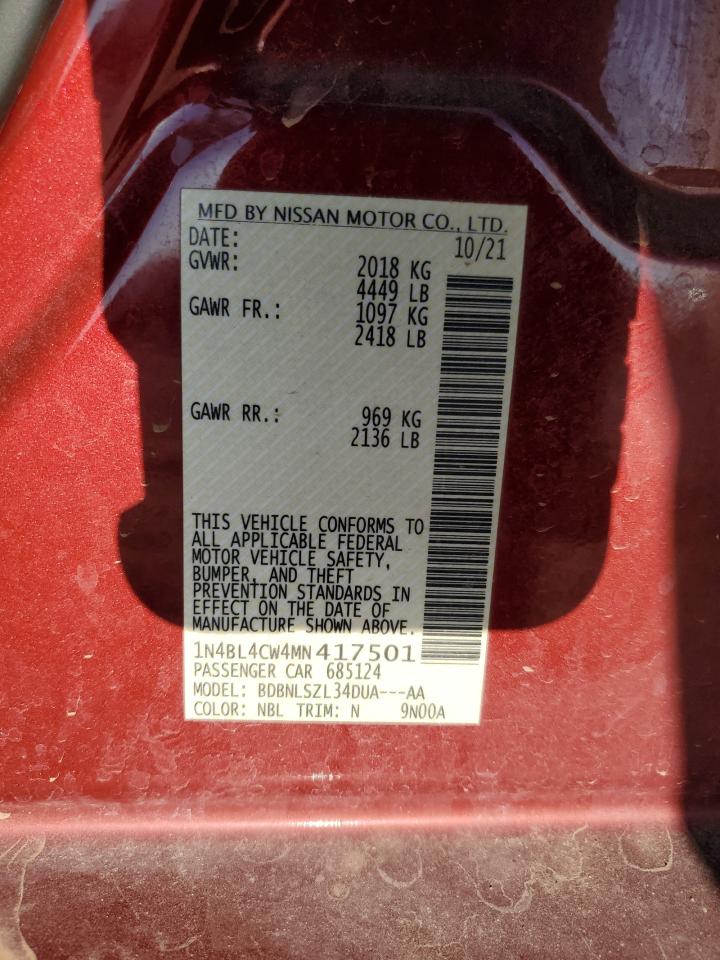 MFD BY NISSAN MOTOR CO., LTD.
DATE: 10/21
GVWR: 2018 KG
4449 LB
GAWR FR.: 1097 KG
2418 LB
GAWR RR.: 969 KG
2136 LB
THIS VEHICLE CONFORMS TO
ALL APPLICABLE FEDERAL
MOTOR VEHICLE SAFETY,
BUMPER, AND THEFT
PREVENTION STANDARDS IN
EFFECT ON THE DATE OF
MANUFACTURE SHOWN ABOVE.
1N4BL4CW4MN417501
PASSENGER CAR 685124
MODEL: BDBNLSZL34DUA---AA
COLOR: NBL TRIM: N 9N00A